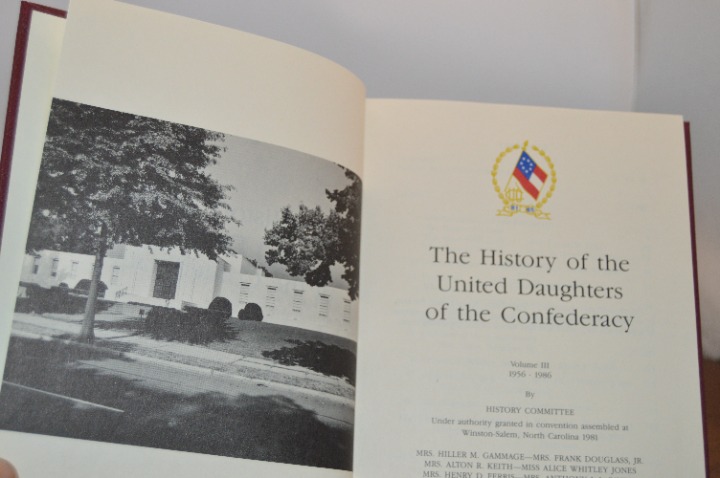 The History of the
United Daughters
of the Confederacy
Volume III
1956 - 1986
By
HISTORY COMMITTEE
Under authority granted in convention assembled at
Winston-Salem, North Carolina 1981
MRS. HILLER M. GAMMAGE—MRS. FRANK DOUGLASS, JR.
MRS. ALTON R. KEITH—MISS ALICE WHITLEY JONES
MRS. HENRY D. FERRIS—MRS.